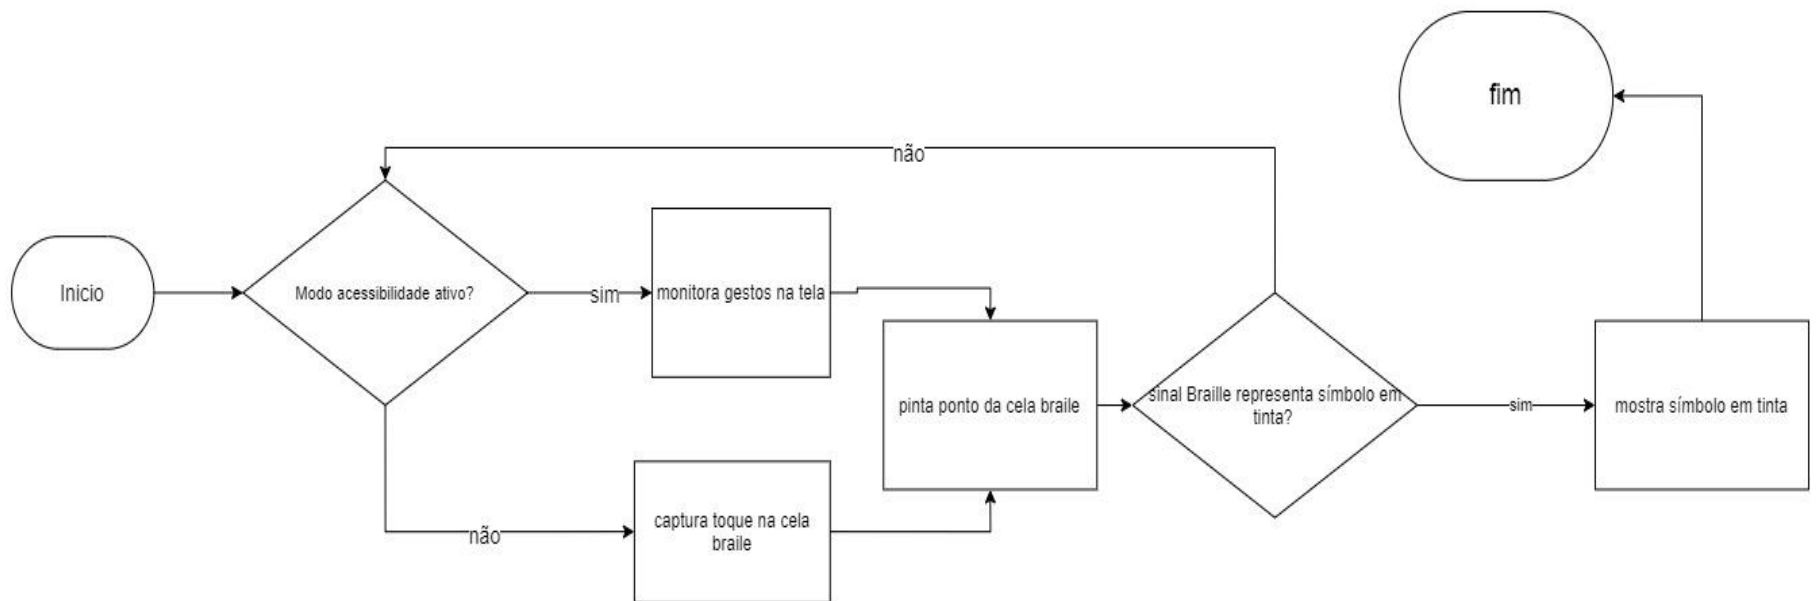 fim
não
Inicio
Modo acessibilidade ativo?
sim
monitora gestos na tela
pinta ponto da cela braile
sinal Braille representa símbolo em
tinta?
sim
mostra símbolo em tinta
não
captura toque na cela
braile